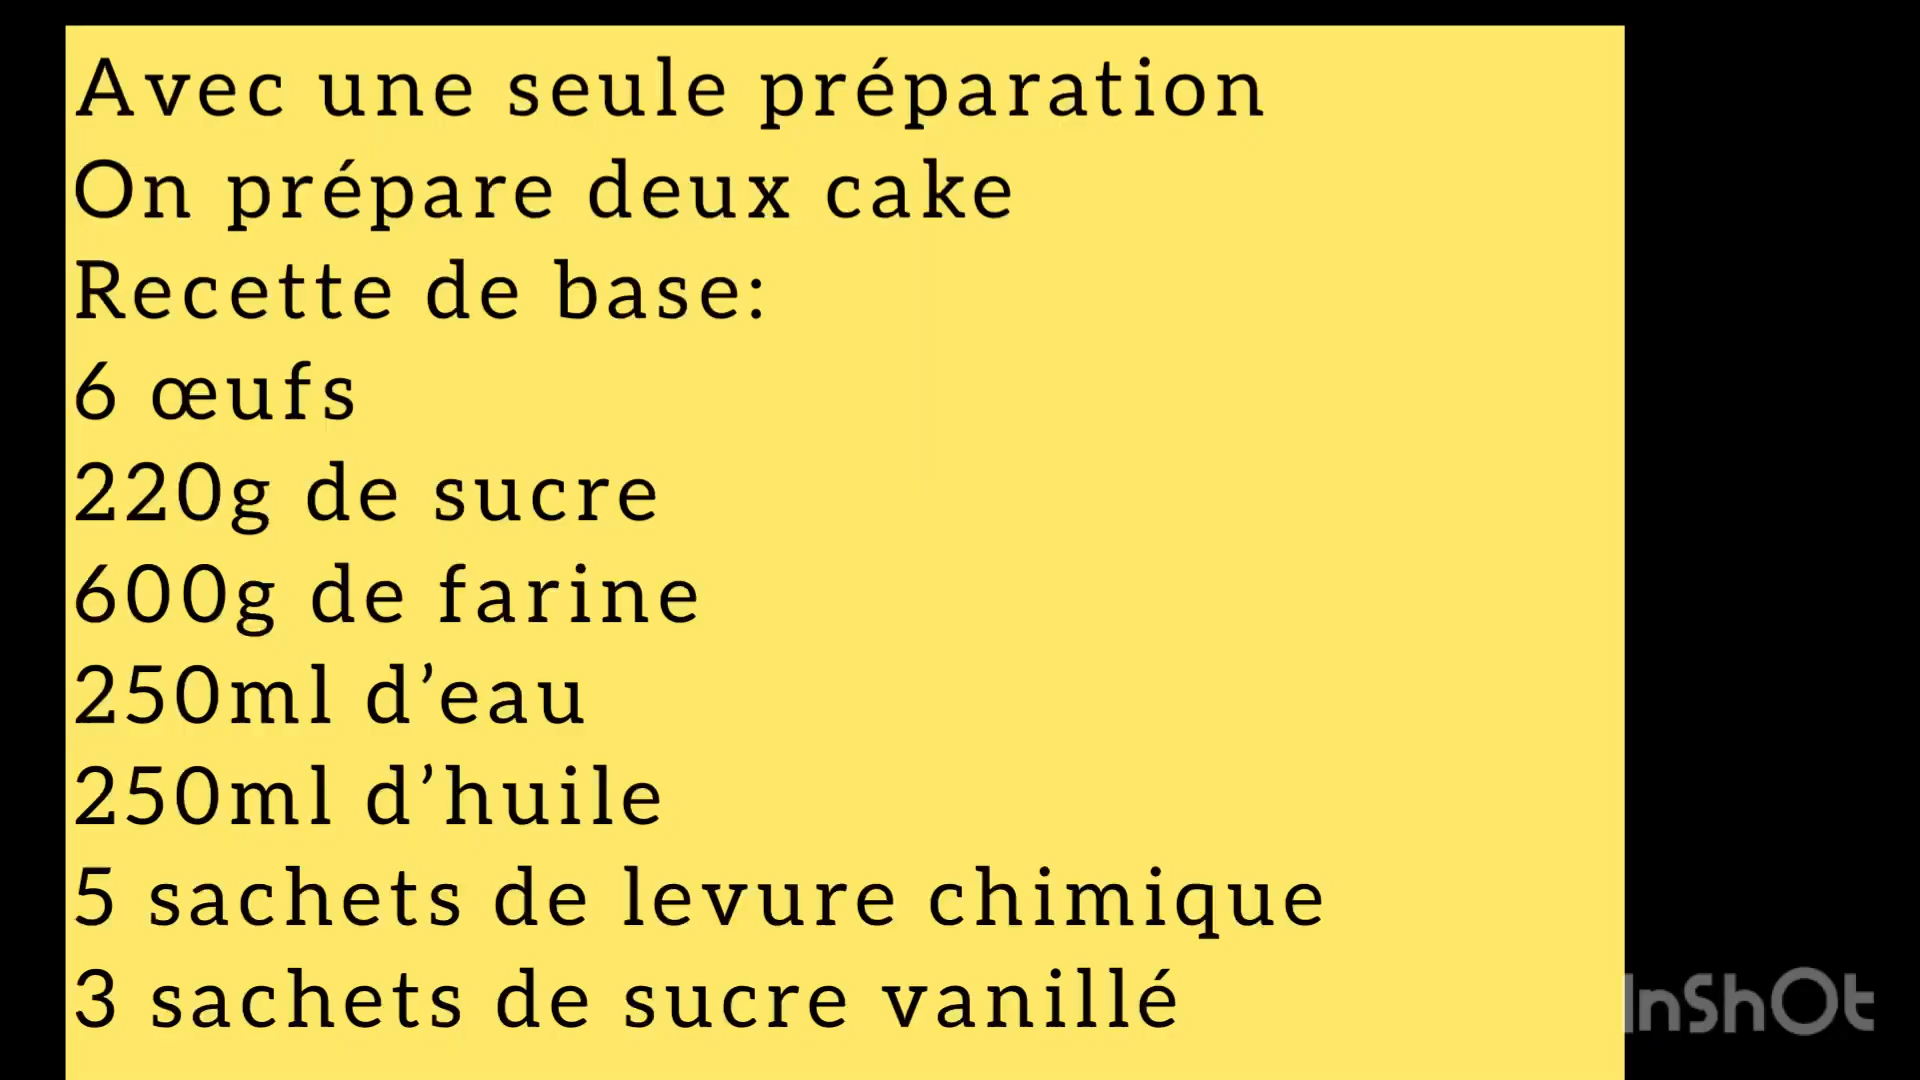 Avec une seule préparation
On prépare deux cake
Recette de base:
6 œufs
220g de sucre
600g de farine
250ml d’eau
250ml d’huile
5 sachets de levure chimique
3 sachets de sucre vanillé
InShOt